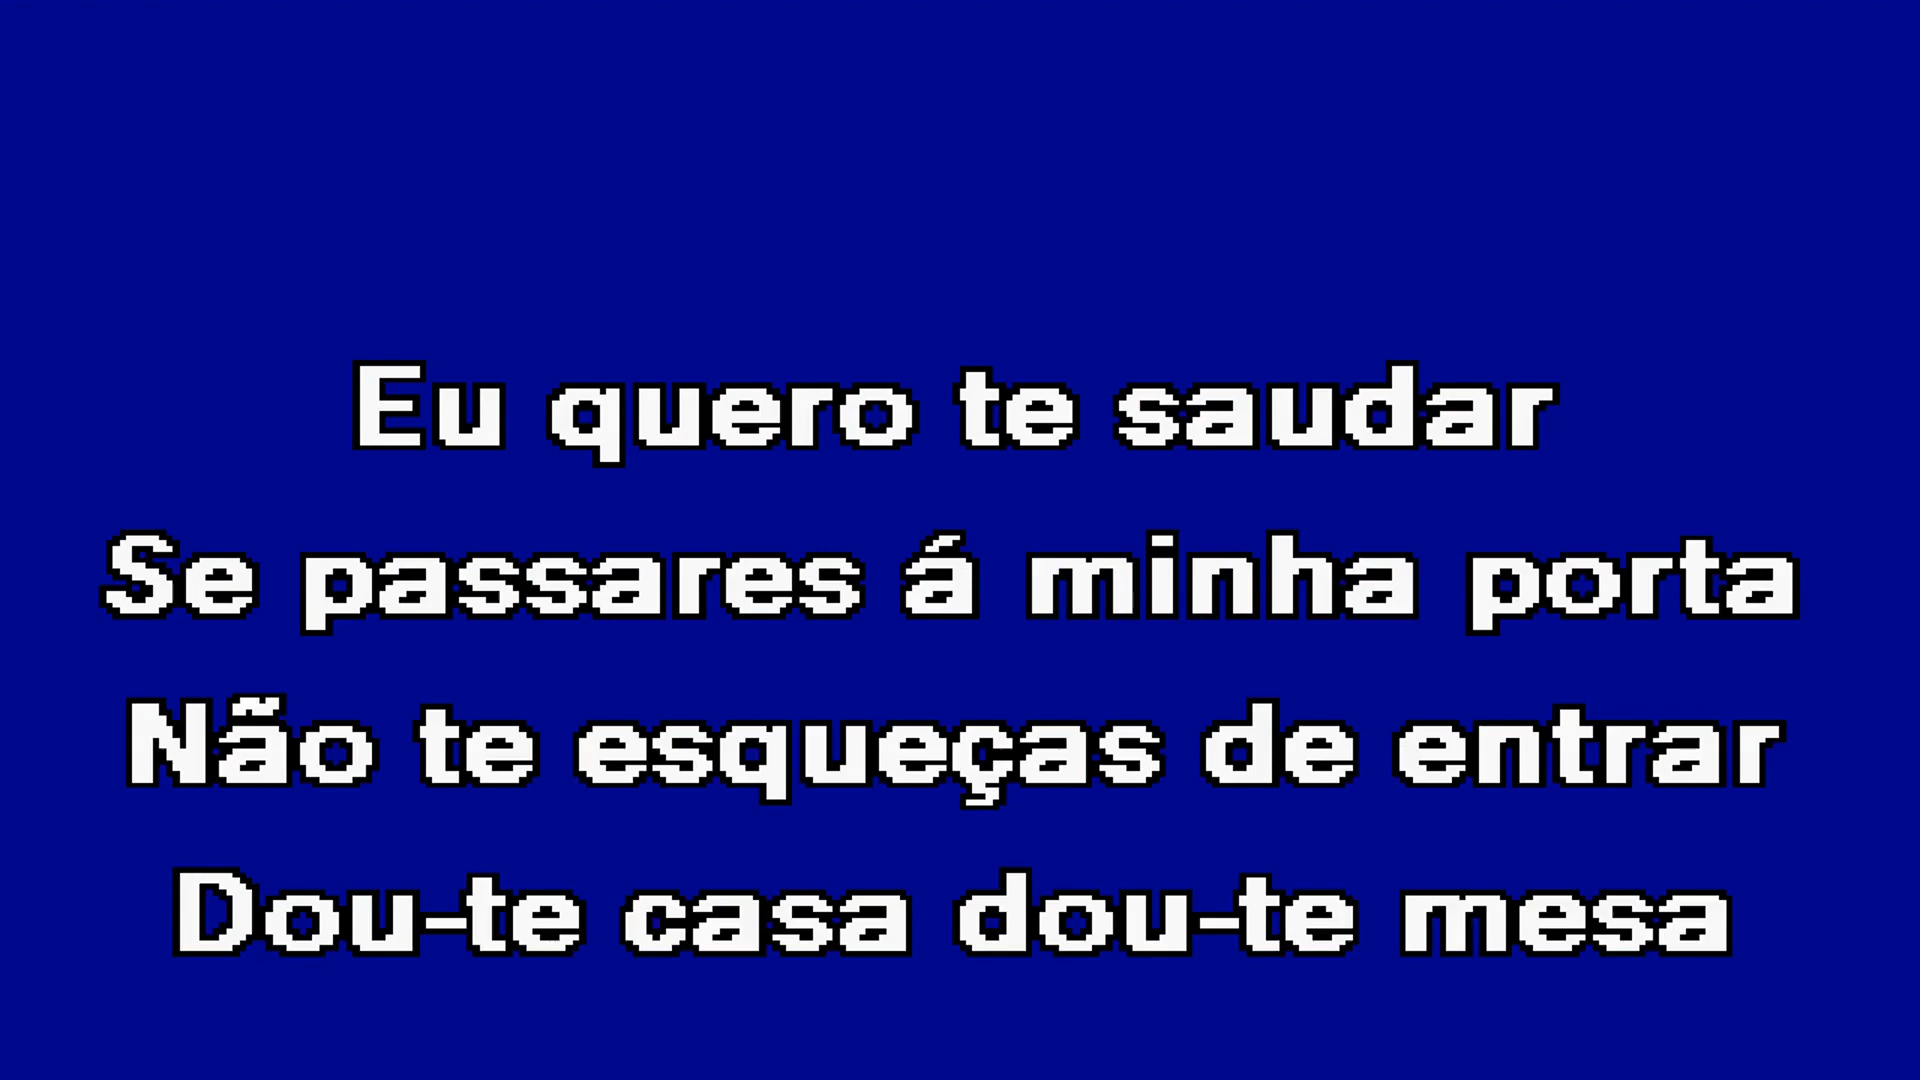 Eu quero te saudar
Se passares á minha porta
Não te esqueças de entrar
Dou-te casa dou-te mesa